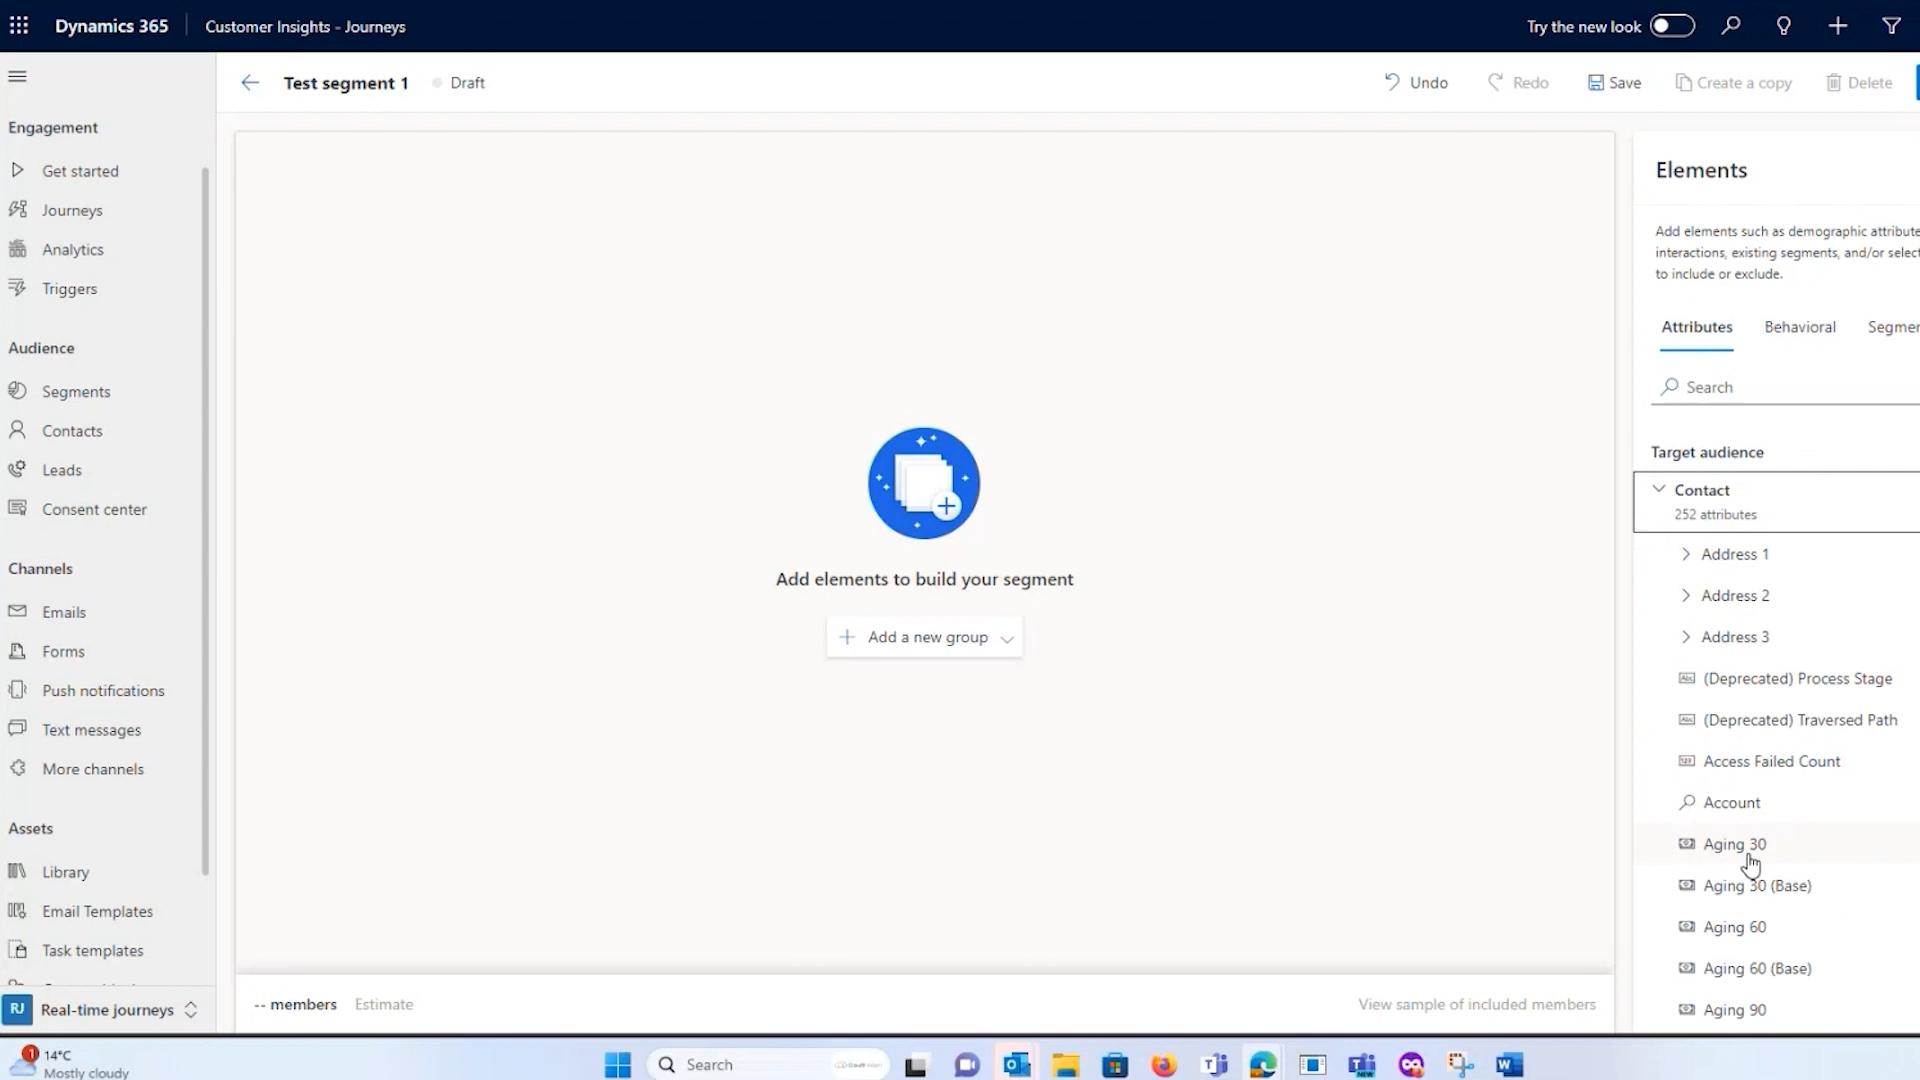 Dynamics 365
Customer Insights - Journeys
Try the new look
Test segment 1
Draft
Undo
Redo
Save
Create a copy
Delete
Engagement
Get started
Journeys
Analytics
Triggers
Audience
Segments
Contacts
Leads
Consent center
Channels
Emails
Forms
Push notifications
Text messages
More channels
Assets
Library
Email Templates
Task templates
RJ
Real-time journeys
Add elements to build your segment
Add a new group
-- members
Estimate
View sample of included members
Elements
Add elements such as demographic attribute
interactions, existing segments, and/or select
to include or exclude.
Attributes
Behavioral
Segmen
Search
Target audience
Contact
252 attributes
Address 1
Address 2
Address 3
Abc (Deprecated) Process Stage
Abc (Deprecated) Traversed Path
123 Access Failed Count
Account
Aging 30
Aging 30 (Base)
Aging 60
Aging 60 (Base)
Aging 90
1
14°C
Mostly cloudy
Search
NEW